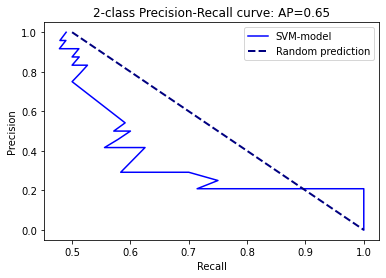 2-class Precision-Recall curve: AP=0.65
SVM-model
Random prediction
Precision
1.0
0.8
0.6
0.4
0.2
0.0
0.5
0.6
0.7
0.8
0.9
1.0
Recall